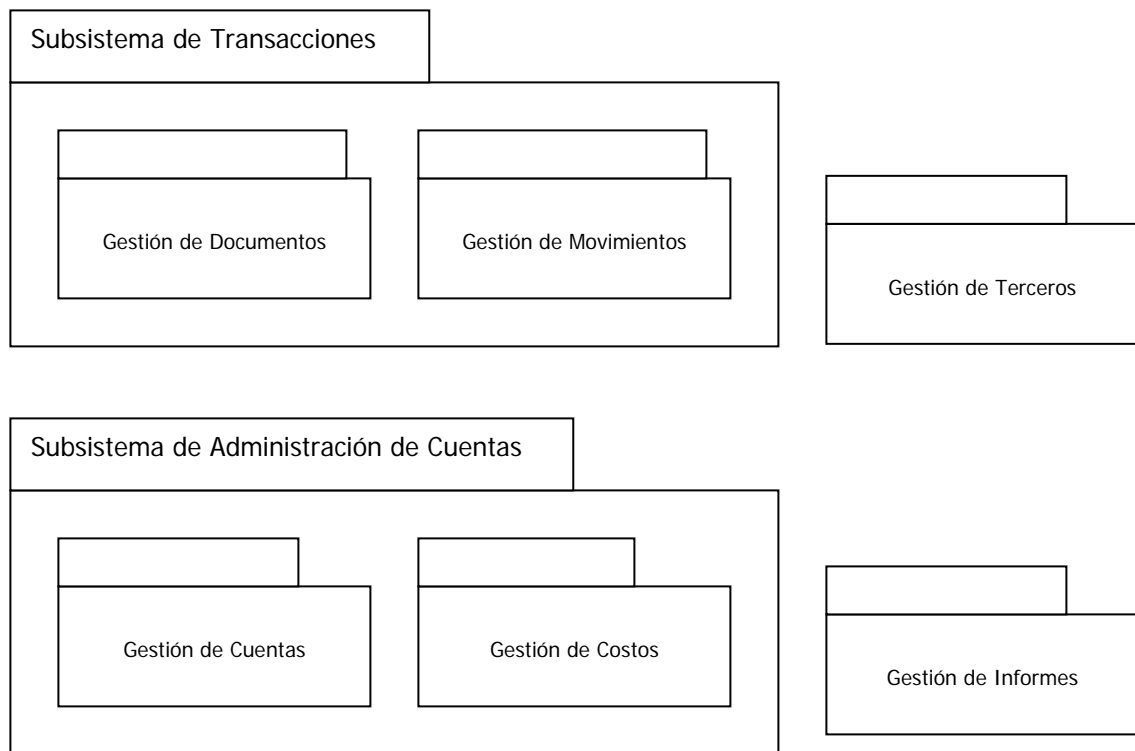 Subsistema de Transacciones
Gestión de Documentos
Gestión de Movimientos
Gestión de Terceros
Subsistema de Administración de Cuentas
Gestión de Cuentas
Gestión de Costos
Gestión de Informes